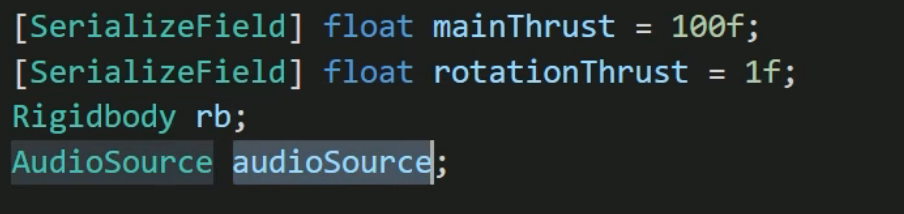 [SerializeField] float mainThrust = 100f;
[SerializeField] float rotationThrust = 1f;
Rigidbody rb;
AudioSource audioSource;